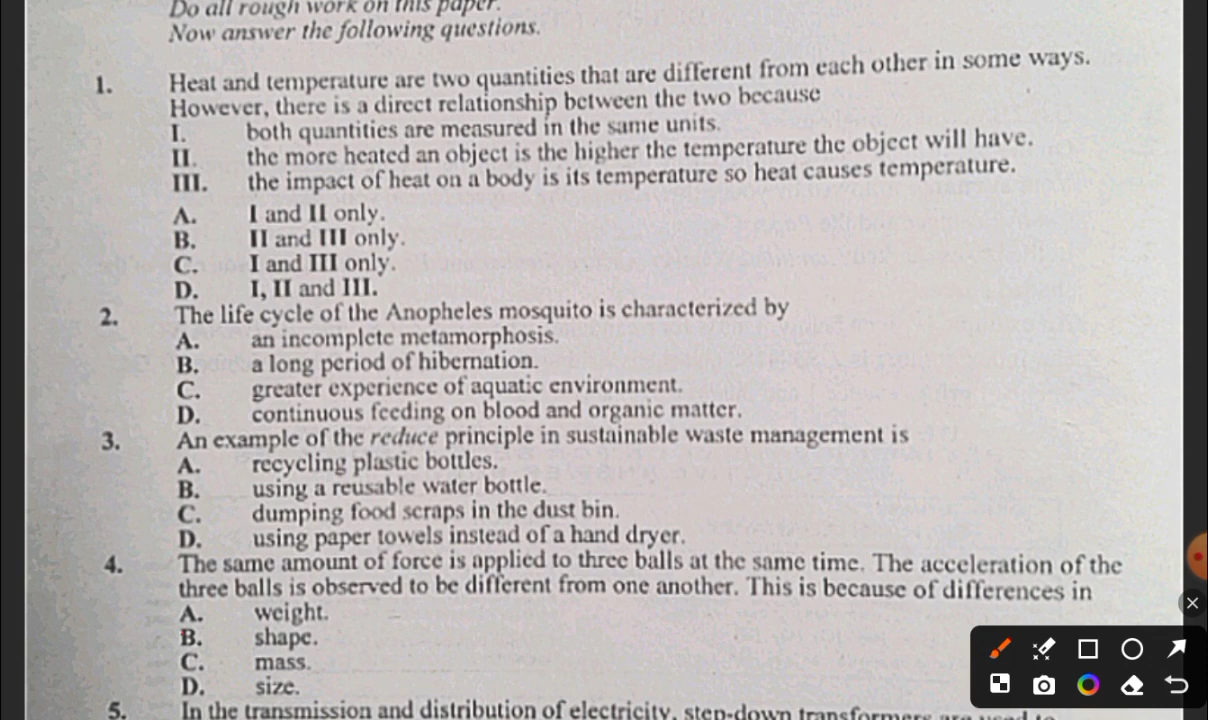 Do all rough work on this paper.
Now answer the following questions.
1. Heat and temperature are two quantities that are different from each other in some ways.
However, there is a direct relationship between the two because
I. both quantities are measured in the same units.
II. the more heated an object is the higher the temperature the object will have.
III. the impact of heat on a body is its temperature so heat causes temperature.
A. I and II only.
B. II and III only.
C. I and III only.
D. I, II and III.
2. The life cycle of the Anopheles mosquito is characterized by
A. an incomplete metamorphosis.
B. a long period of hibernation.
C. greater experience of aquatic environment.
D. continuous feeding on blood and organic matter.
3. An example of the reduce principle in sustainable waste management is
A. recycling plastic bottles.
B. using a reusable water bottle.
C. dumping food scraps in the dust bin.
D. using paper towels instead of a hand dryer.
4. The same amount of force is applied to three balls at the same time. The acceleration of the
three balls is observed to be different from one another. This is because of differences in
A. weight.
B. shape.
C. mass.
D. size.
5. In the transmission and distribution of electricity, step-down transformers are used to